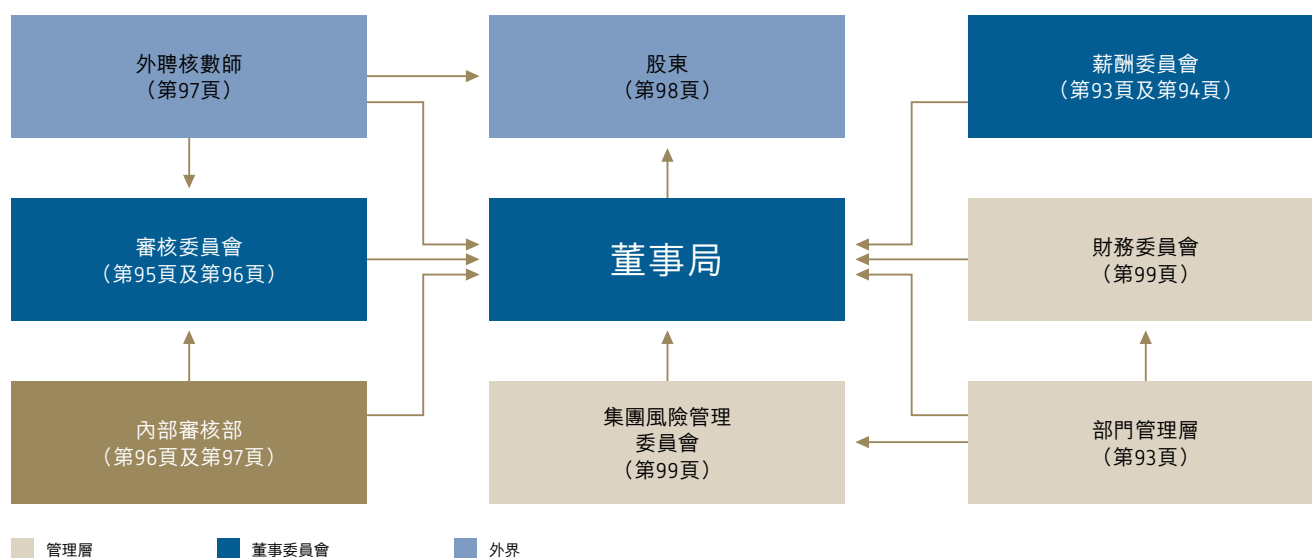 外聘核數師
（第97頁）
股東
（第98頁）
薪酬委員會
（第93頁及第94頁）
審核委員會
（第95頁及第96頁）
董事局
財務委員會
（第99頁）
內部審核部
（第96頁及第97頁）
集團風險管理
委員會
（第99頁）
部門管理層
（第93頁）
管理層
董事委員會
外界